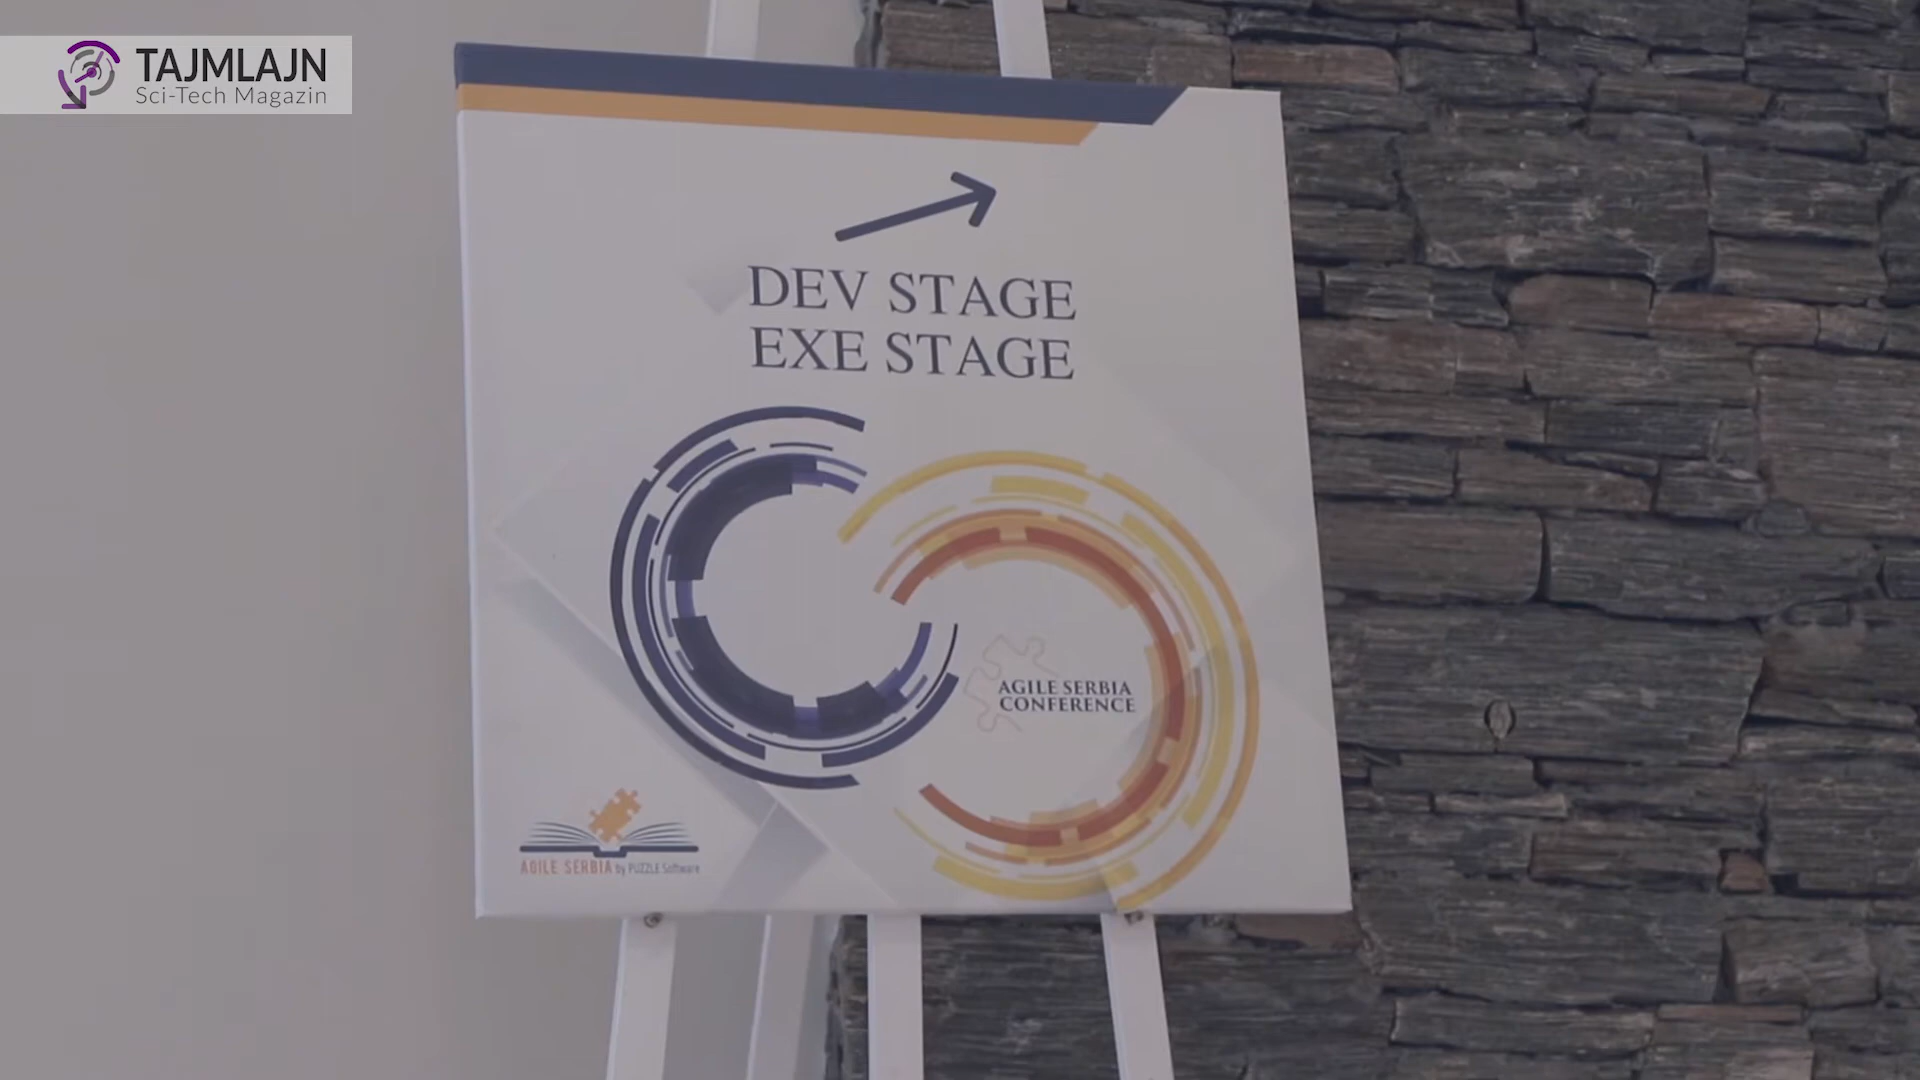 TAJMLAJN
Sci-Tech Magazin
DEV STAGE
EXE STAGE
AGILE SERBIA
CONFERENCE
AGILE SERBIA by PUZZLE Software